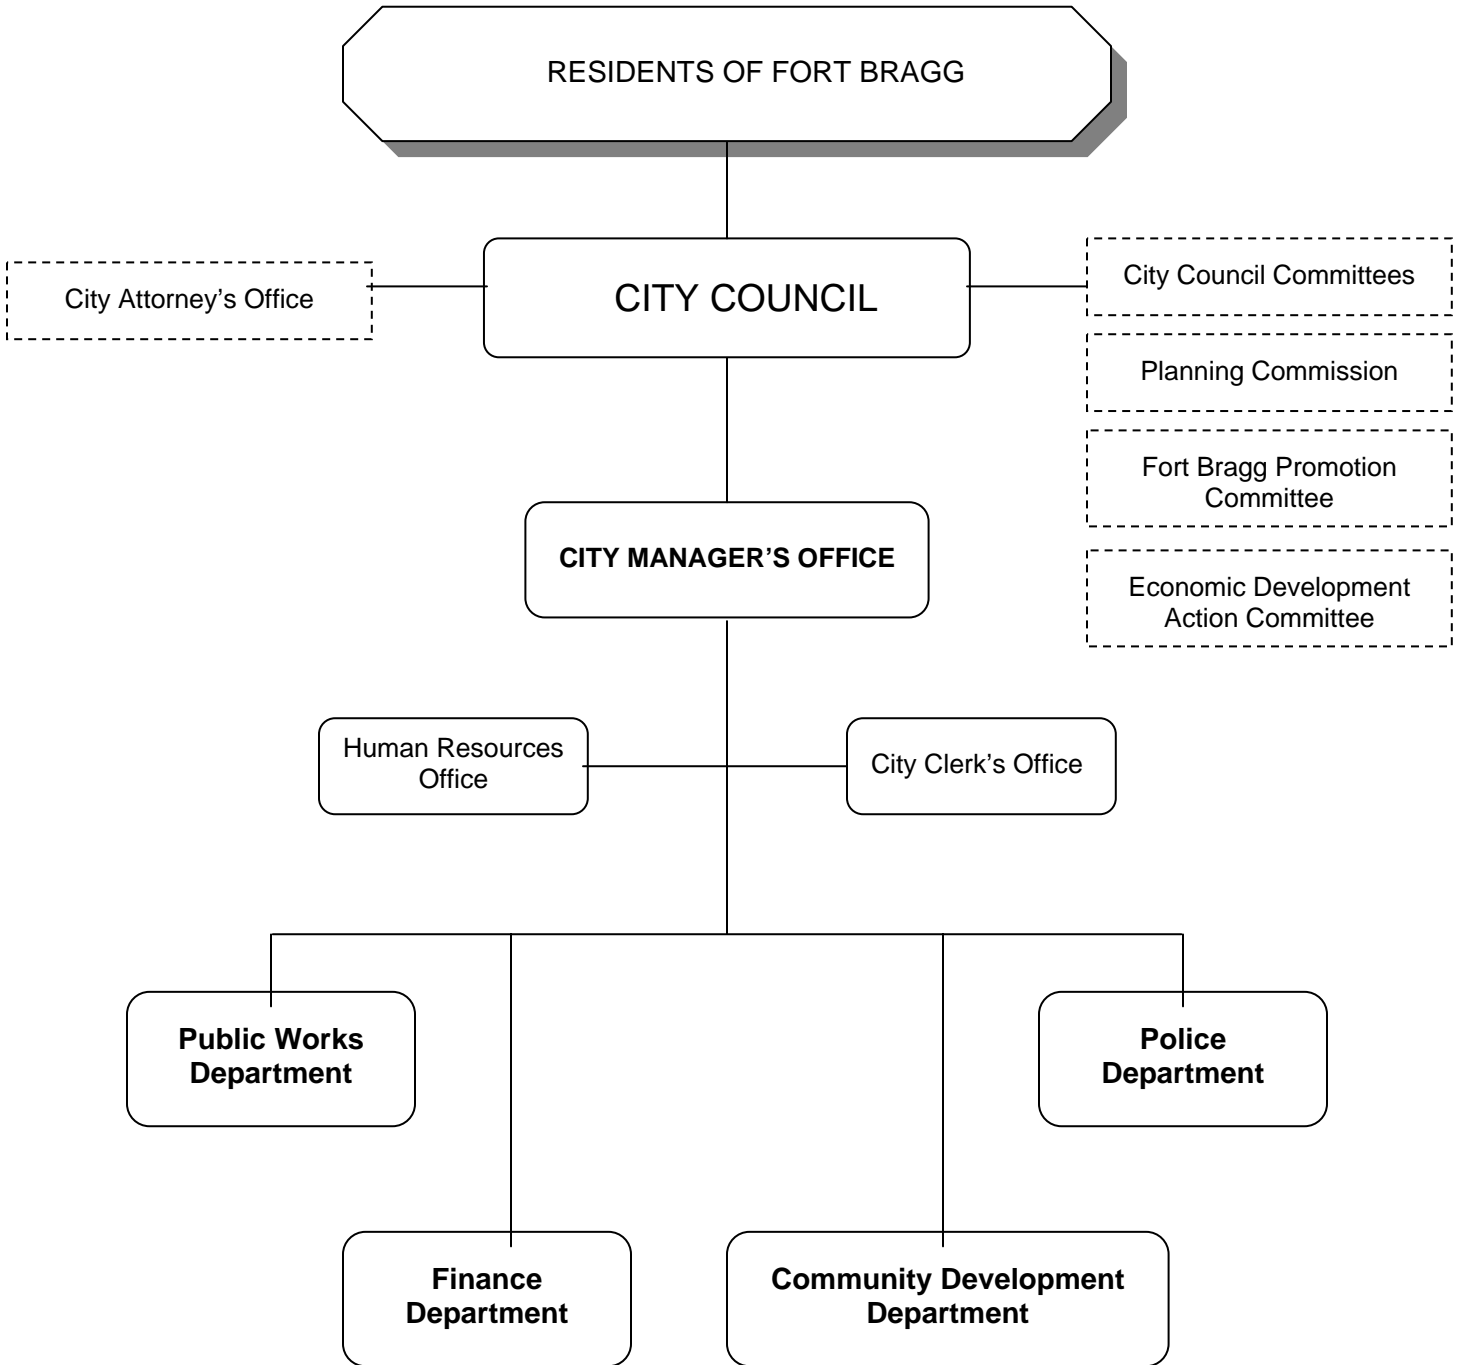 RESIDENTS OF FORT BRAGG
City Attorney’s Office
CITY COUNCIL
City Council Committees
Planning Commission
Fort Bragg Promotion
Committee
Economic Development
Action Committee
CITY MANAGER’S OFFICE
Human Resources
Office
City Clerk’s Office
Public Works
Department
Police
Department
Finance
Department
Community Development
Department